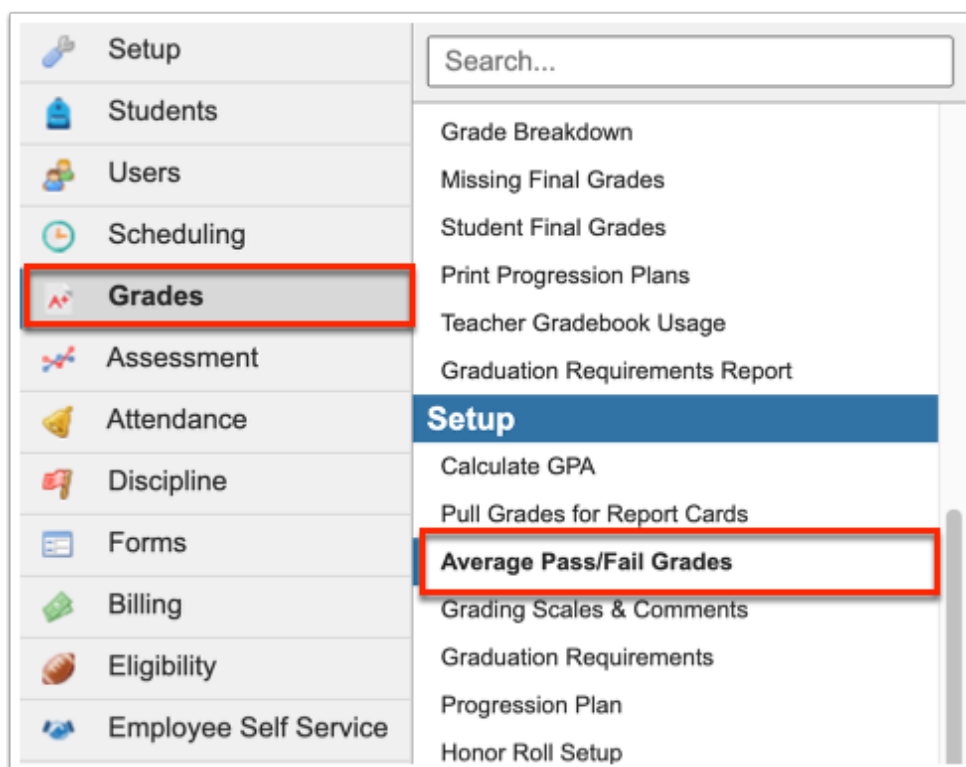 Setup
Students
Users
Scheduling
A+
Grades
Assessment
Attendance
Discipline
Forms
Billing
Eligibility
Employee Self Service
Search...
Grade Breakdown
Missing Final Grades
Student Final Grades
Print Progression Plans
Teacher Gradebook Usage
Graduation Requirements Report
Setup
Calculate GPA
Pull Grades for Report Cards
Average Pass/Fail Grades
Grading Scales & Comments
Graduation Requirements
Progression Plan
Honor Roll Setup